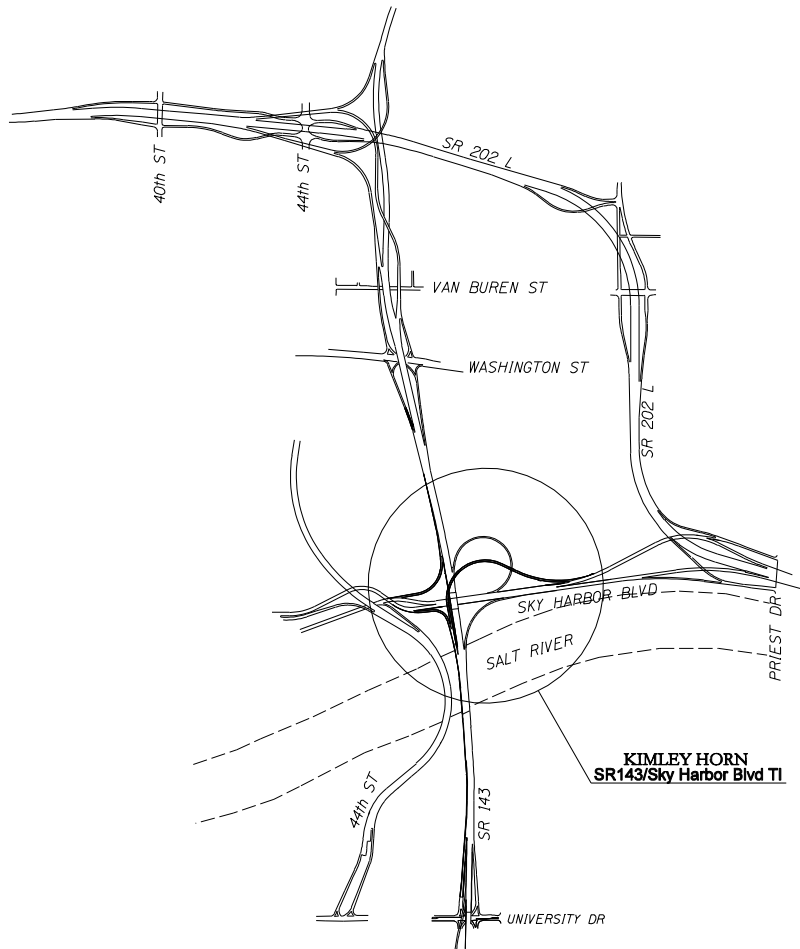 SR 202 L
40th ST
44th ST
VAN BUREN ST
WASHINGTON ST
SR 202 L
SKY HARBOR BLVD
SALT RIVER
PRIEST DR
KIMLEY HORN
SR143/Sky Harbor Blvd TI
44th ST
SR 143
UNIVERSITY DR